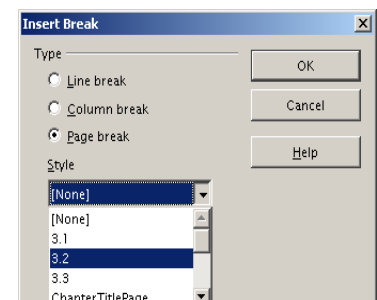 Insert Break
Type
Line break
Column break
Page break
Style
[None]
[None]
3.1
3.2
3.3
ChapterTitlePage
OK
Cancel
Help